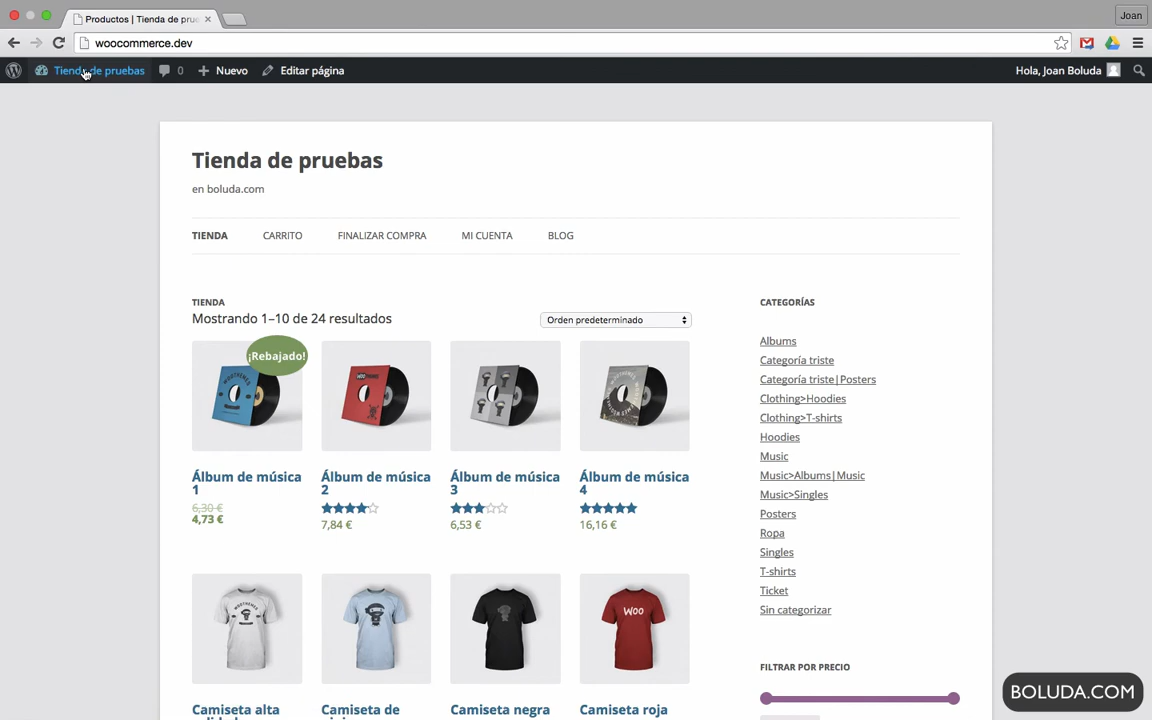 Productos | Tienda de prue
Joan
woocommerce.dev
Tienda de pruebas
0
Nuevo
Editar página
Hola, Joan Boluda
Tienda de pruebas
en boluda.com
TIENDA
CARRITO
FINALIZAR COMPRA
MI CUENTA
BLOG
TIENDA
Mostrando 1–10 de 24 resultados
Orden predeterminado
¡Rebajado!
Álbum de música
1
6,30 €
4,73 €
Álbum de música
2
7,84 €
Álbum de música
3
6,53 €
Álbum de música
4
16,16 €
WOO
Camiseta alta
Camiseta de
Camiseta negra
Camiseta roja
CATEGORÍAS
Albums
Categoría triste
Categoría triste|Posters
Clothing>Hoodies
Clothing>T-shirts
Hoodies
Music
Music>Albums|Music
Music>Singles
Posters
Ropa
Singles
T-shirts
Ticket
Sin categorizar
FILTRAR POR PRECIO
BOLUDA.COM